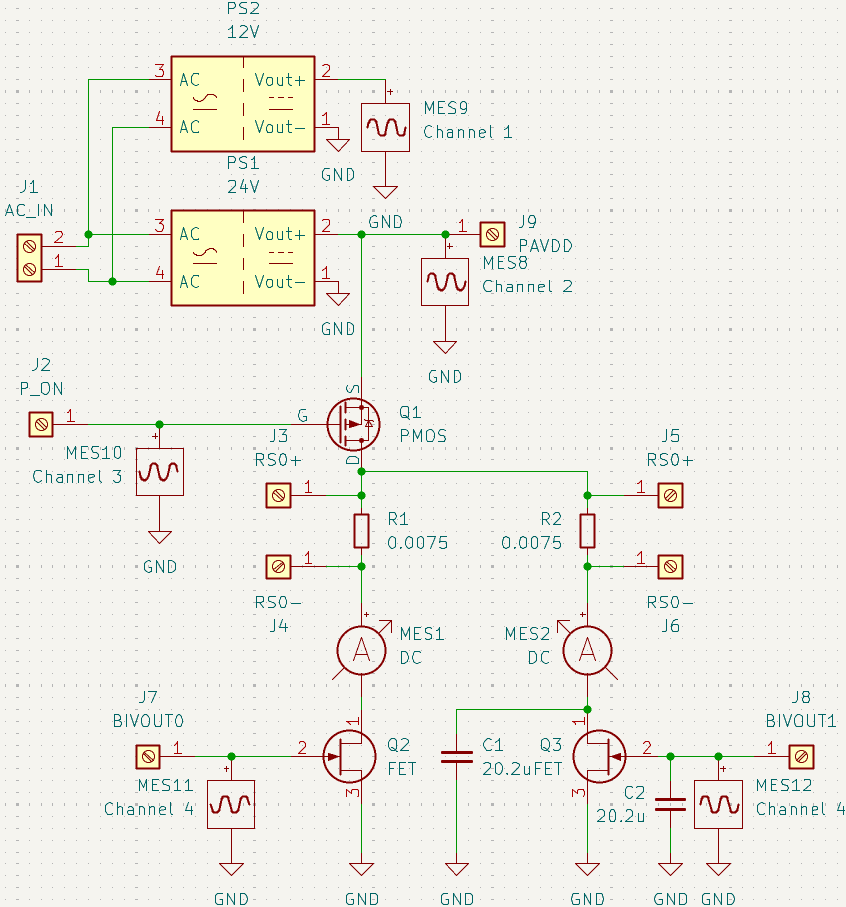 PS2
12V
3 AC Vout+ 2
4 AC Vout- 1
MES9
Channel 1
GND
GND
PS1
24V
J1
AC_IN
2
1
3 AC Vout+ 2
4 AC Vout- 1
1 J9
PAVDD
MES8
Channel 2
GND
GND
J2
P_ON
1
G
S
D
Q1
PMOS
MES10
Channel 3
GND
J3
RS0+
1
J5
RS0+
1
R1
0.0075
R2
0.0075
1
RS0-
J4
1
RS0-
J6
A
MES1
DC
A
MES2
DC
J7
BIVOUT0
1
2
1
3
Q2
FET
MES11
Channel 4
C1
20.2u
Q3
FET
1
3
2
J8
BIVOUT1
1
C2
20.2u
MES12
Channel 4
GND
GND
GND
GND
GND
GND